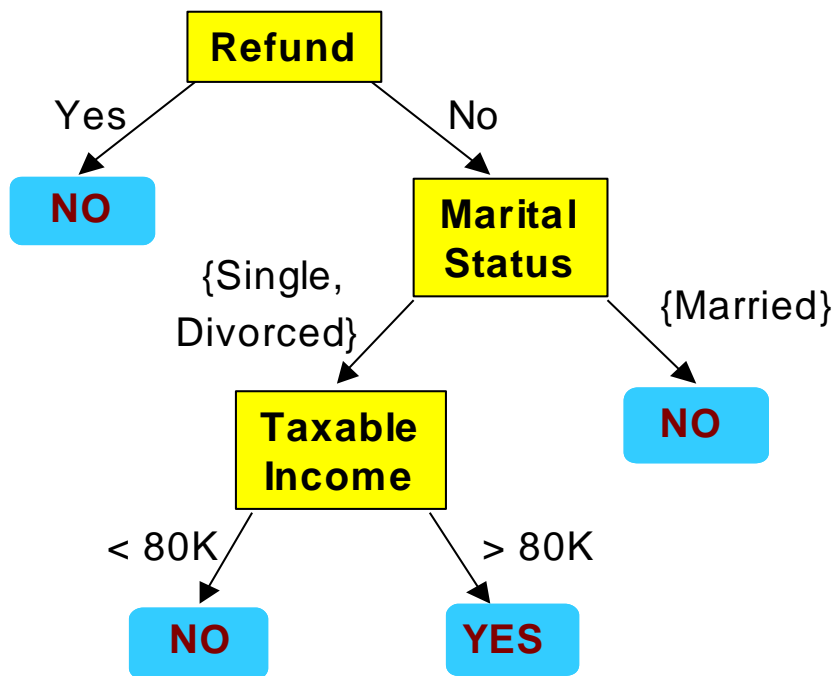 Refund
Yes
No
NO
Marital
Status
{Single,
Divorced}
{Married}
Taxable
Income
NO
< 80K
> 80K
NO
YES